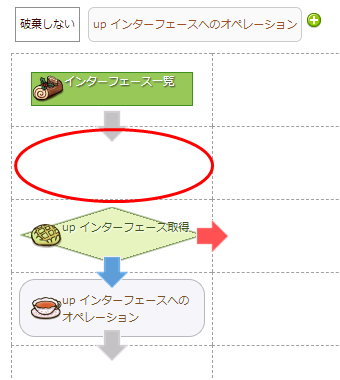 破棄しない
up インターフェースへのオペレーション
インターフェース一覧
up インターフェース取得
up インターフェースへの
オペレーション